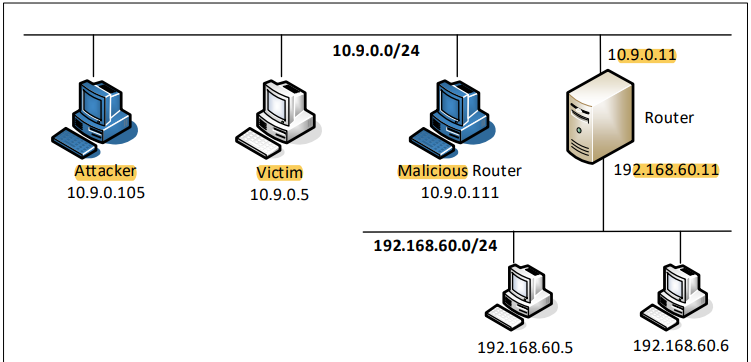 10.9.0.0/24
10.9.0.11
Router
Attacker
10.9.0.105
Victim
10.9.0.5
Malicious Router
10.9.0.111
192.168.60.11
192.168.60.0/24
192.168.60.5
192.168.60.6